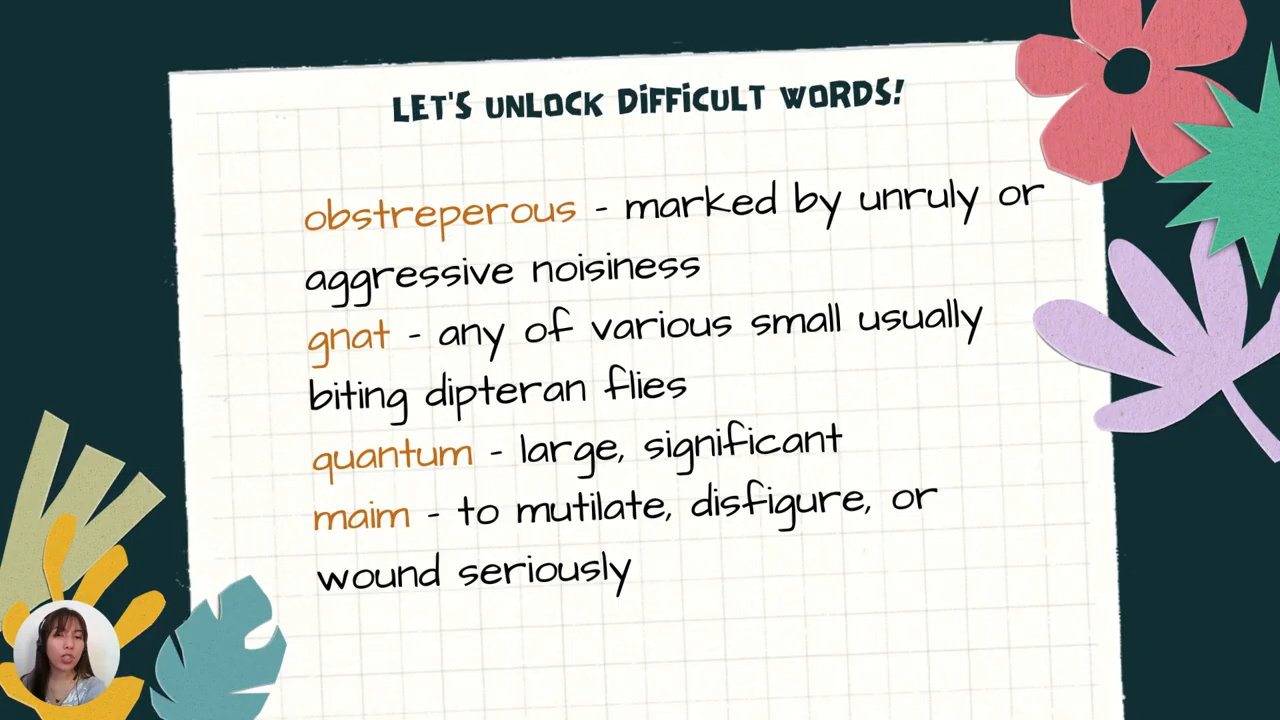 LET'S UNLOCK DIFFICULT WORDS!
obstreperous - marked by unruly or
aggressive noisiness
gnat - any of various small usually
biting dipteran flies
quantum - large, significant
maim - to mutilate, disfigure, or
wound seriously